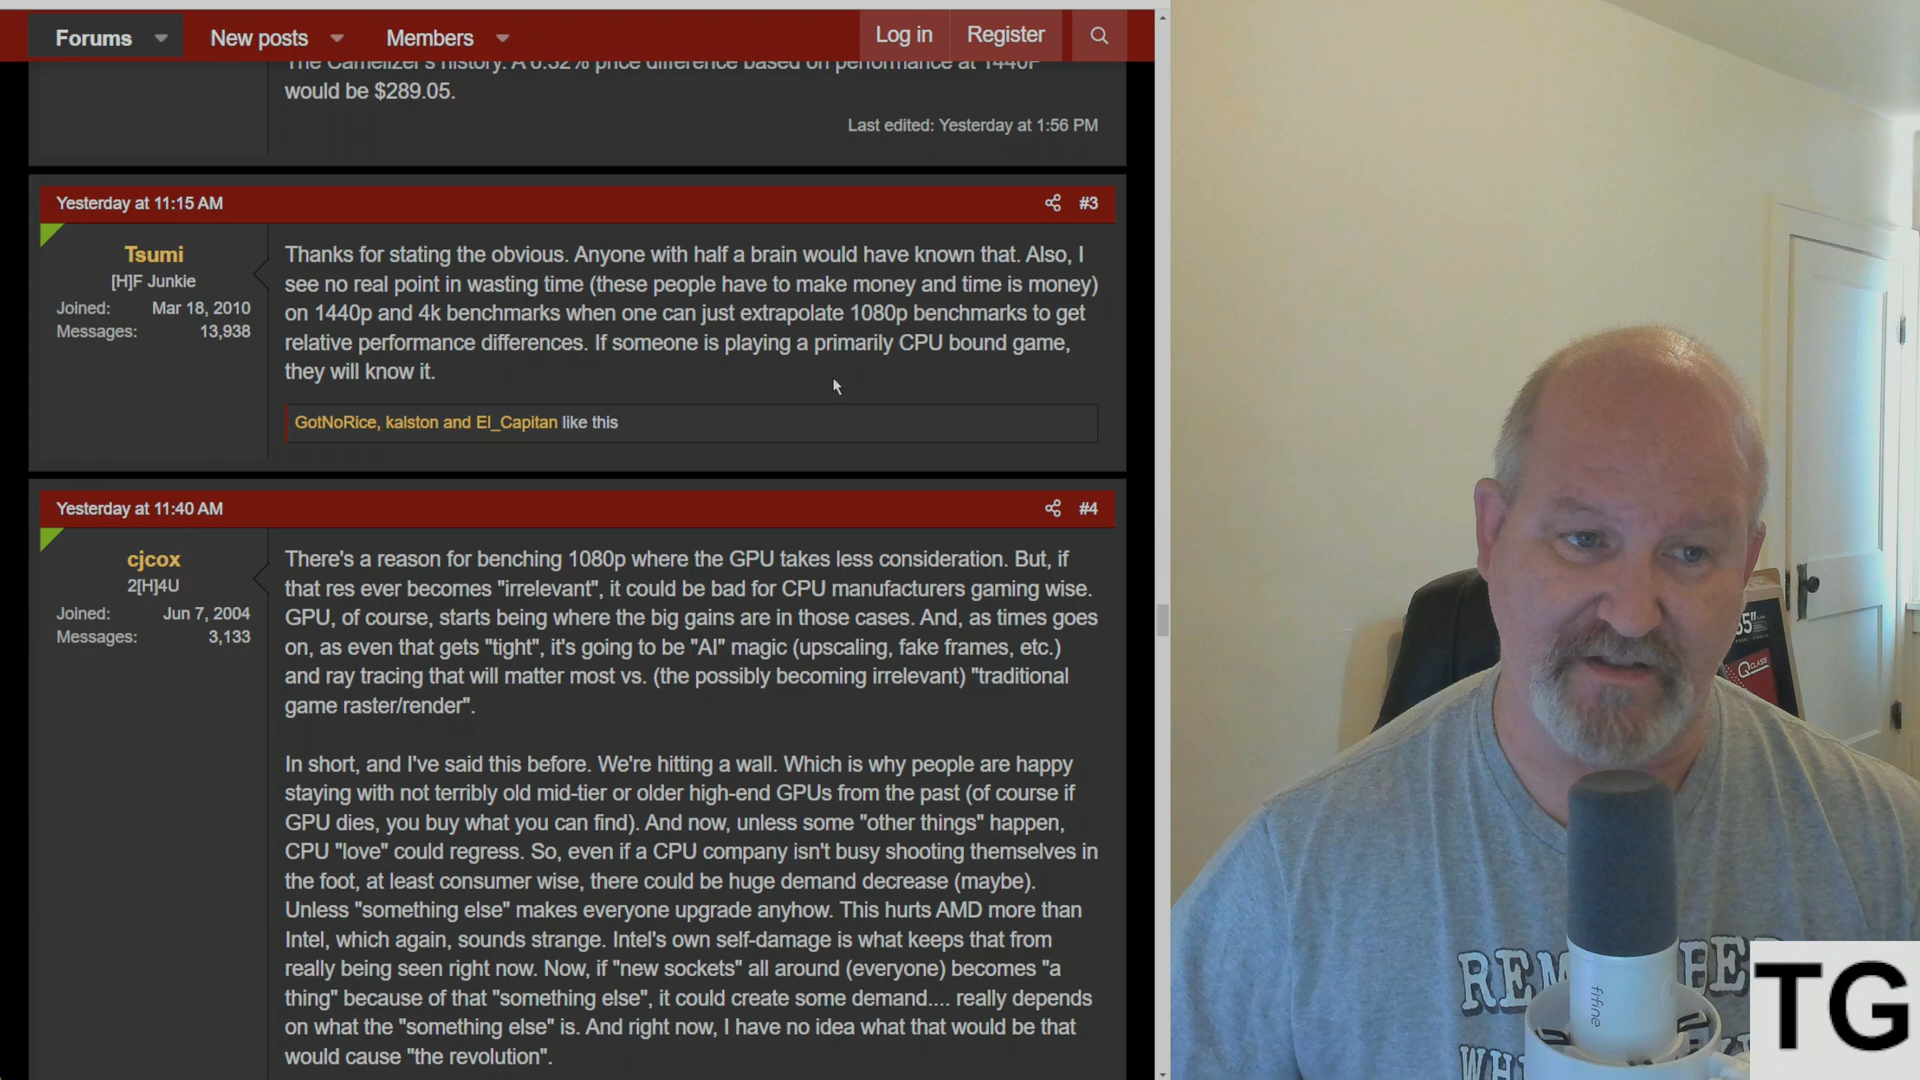 Forums New posts Members Log in Register
The Camelizer's history. A 6.52% price difference based on performance at 1440P
would be $289.05.
Last edited: Yesterday at 1:56 PM
Yesterday at 11:15 AM #3
Tsumi
[H]F Junkie
Joined: Mar 18, 2010
Messages: 13,938
Thanks for stating the obvious. Anyone with half a brain would have known that. Also, I
see no real point in wasting time (these people have to make money and time is money)
on 1440p and 4k benchmarks when one can just extrapolate 1080p benchmarks to get
relative performance differences. If someone is playing a primarily CPU bound game,
they will know it.
GotNoRice, kalston and El_Capitan like this
Yesterday at 11:40 AM #4
cjcox
2[H]4U
Joined: Jun 7, 2004
Messages: 3,133
There's a reason for benching 1080p where the GPU takes less consideration. But, if
that res ever becomes "irrelevant", it could be bad for CPU manufacturers gaming wise.
GPU, of course, starts being where the big gains are in those cases. And, as times goes
on, as even that gets "tight", it's going to be "AI" magic (upscaling, fake frames, etc.)
and ray tracing that will matter most vs. (the possibly becoming irrelevant) "traditional
game raster/render".
In short, and I've said this before. We're hitting a wall. Which is why people are happy
staying with not terribly old mid-tier or older high-end GPUs from the past (of course if
GPU dies, you buy what you can find). And now, unless some "other things" happen,
CPU "love" could regress. So, even if a CPU company isn't busy shooting themselves in
the foot, at least consumer wise, there could be huge demand decrease (maybe).
Unless "something else" makes everyone upgrade anyhow. This hurts AMD more than
Intel, which again, sounds strange. Intel's own self-damage is what keeps that from
really being seen right now. Now, if "new sockets" all around (everyone) becomes "a
thing" because of that "something else", it could create some demand.... really depends
on what the "something else" is. And right now, I have no idea what that would be that
would cause "the revolution".
QCLASS
fifine
TG